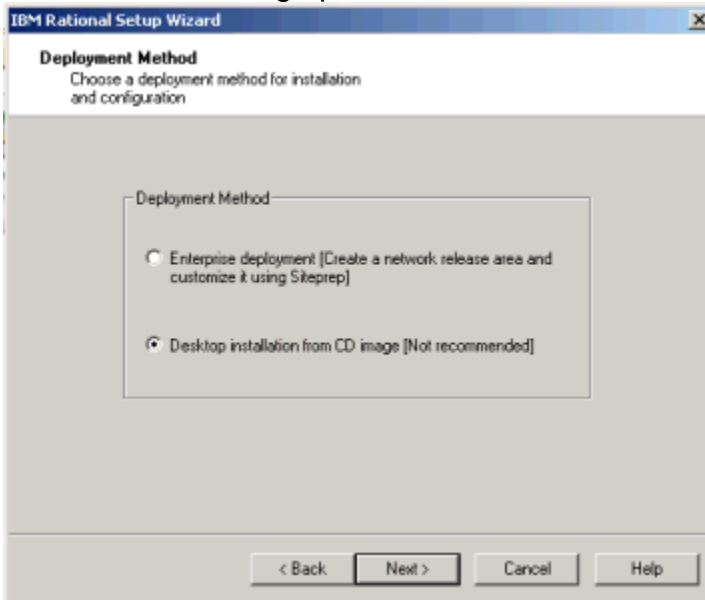 IBM Rational Setup Wizard
Deployment Method
Choose a deployment method for installation
and configuration
Deployment Method
Enterprise deployment [Create a network release area and
customize it using Siteprep]
Desktop installation from CD image [Not recommended]
< Back Next > Cancel Help